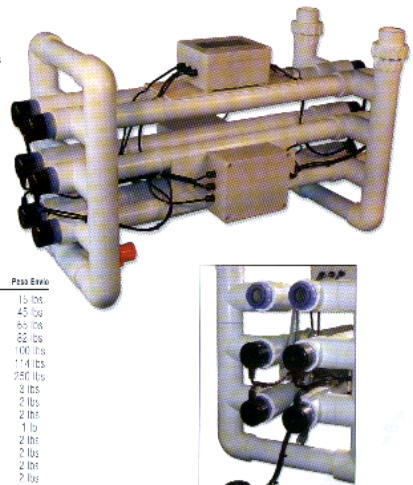 Peso Envio
15 lbs.
45 lbs
65 lbs
82 lbs
100 lbs
114 lbs
250 lbs
3 lbs
2 lbs
2 lbs
1 lb
2 lbs
2 lbs
2 lbs
2 lbs